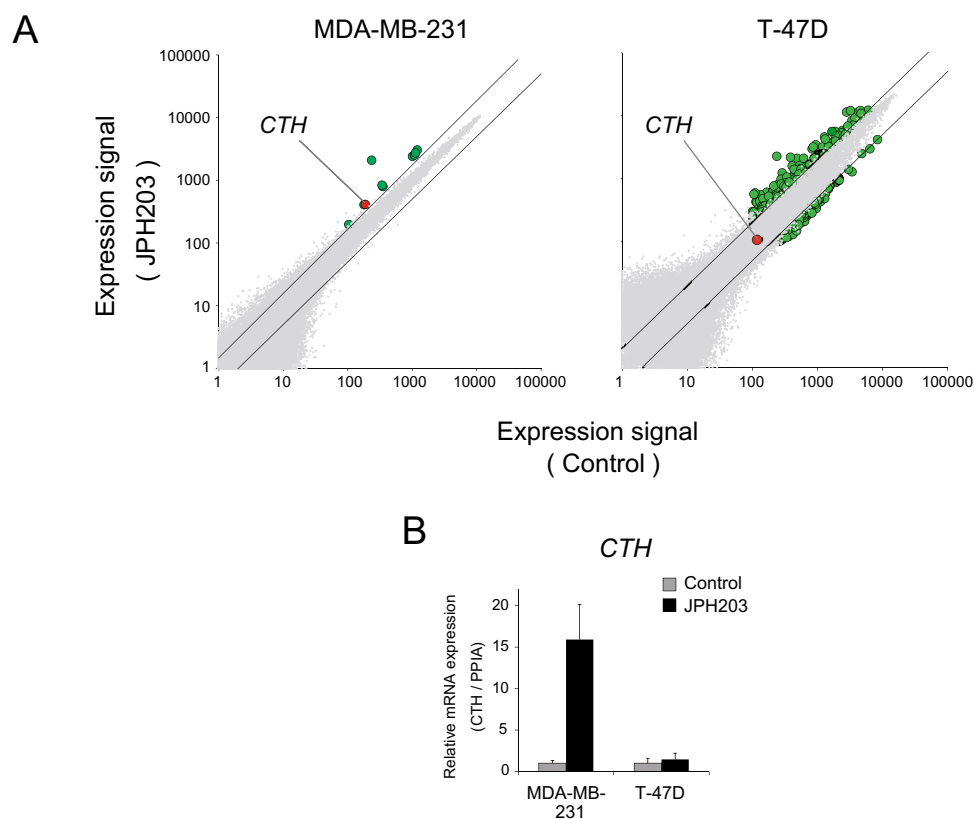 A
MDA-MB-231
T-47D
Expression signal
( JPH203 )
100000
10000
1000
100
10
1
CTH
CTH
1 10 100 1000 10000 100000
1 10 100 1000 10000 100000
Expression signal
( Control )
B
CTH
Control
JPH203
Relative mRNA expression
(CTH / PPIA)
20
15
10
5
0
MDA-MB-
231
T-47D